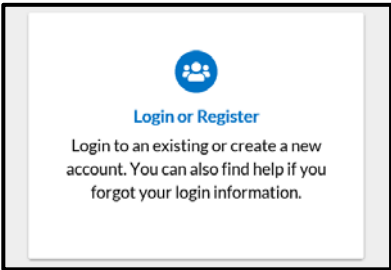 Login or Register
Login to an existing or create a new
account. You can also find help if you
forgot your login information.